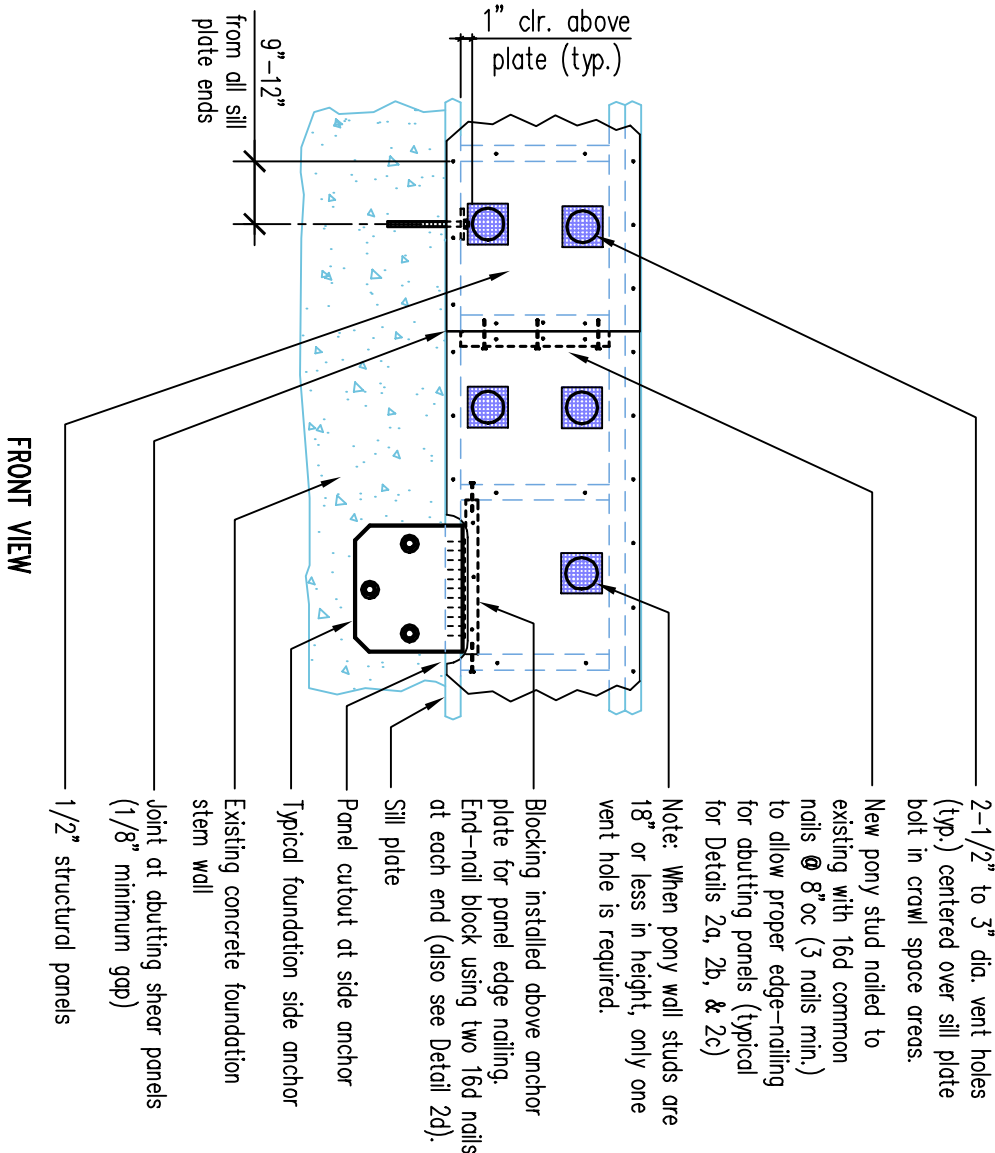 1" clr. above
plate (typ.)
9"-12"
from all sill
plate ends
2-1/2" to 3" dia. vent holes
(typ.) centered over sill plate
bolt in crawl space areas.
New pony stud nailed to
existing with 16d common
nails @ 8"oc (3 nails min.)
to allow proper edge-nailing
for abutting panels (typical
for Details 2a, 2b, & 2c)
Note: When pony wall studs are
18" or less in height, only one
vent hole is required.
Blocking installed above anchor
plate for panel edge nailing.
End-nail block using two 16d nails
at each end (also see Detail 2d).
Sill plate
Panel cutout at side anchor
Typical foundation side anchor
Existing concrete foundation
stem wall
Joint at abutting shear panels
(1/8" minimum gap)
1/2" structural panels
FRONT VIEW